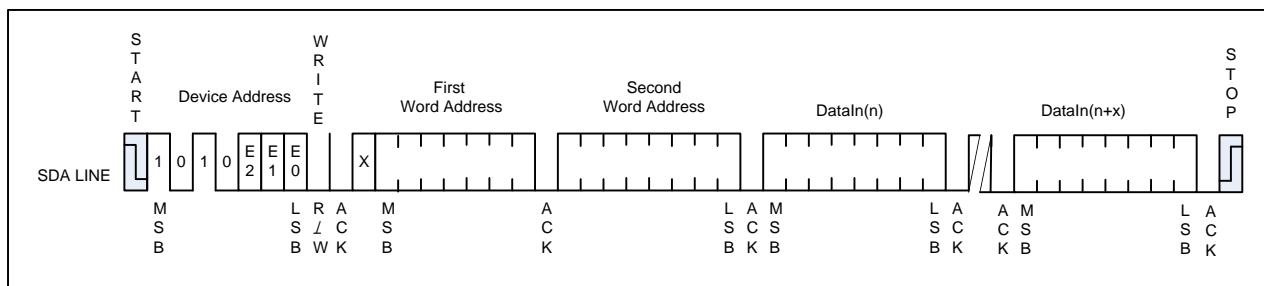 START
WRITE
STOP
Device Address
First
Word Address
Second
Word Address
DataIn(n)
DataIn(n+x)
SDA LINE
1 0 1 0 E2 E1 E0
X
MSB
LSB
R/W
ACK
MSB
ACK
LSB
ACK
MSB
LSB
ACK
ACK
MSB
LSB
ACK